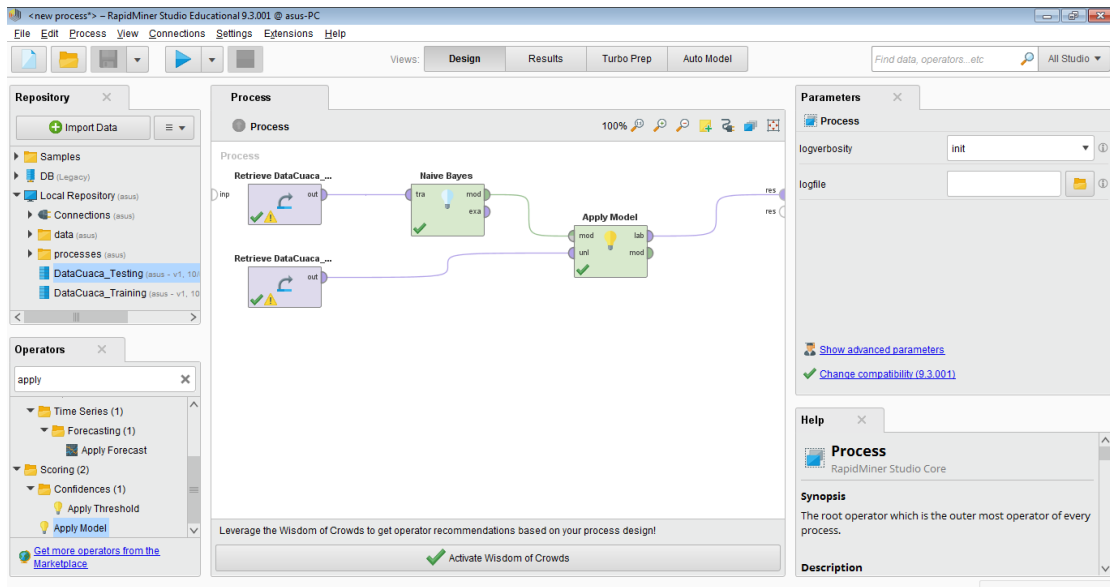 <new process*> – RapidMiner Studio Educational 9.3.001 @ asus-PC
File Edit Process View Connections Settings Extensions Help
Views: Design Results Turbo Prep Auto Model
Find data, operators...etc
All Studio
Repository
Import Data
Samples
DB (Legacy)
Local Repository (asus)
Connections (asus)
data (asus)
processes (asus)
DataCuaca_Testing (asus - v1, 10/
DataCuaca_Training (asus - v1, 10
Operators
apply
Time Series (1)
Forecasting (1)
Apply Forecast
Scoring (2)
Confidences (1)
Apply Threshold
Apply Model
Get more operators from the
Marketplace
Process
Process
100%
Process
inp
Retrieve DataCuaca_...
out
Naive Bayes
tra
mod
exa
Retrieve DataCuaca_...
out
Apply Model
mod
lab
unl
mod
res
res
Leverage the Wisdom of Crowds to get operator recommendations based on your process design!
Activate Wisdom of Crowds
Parameters
Process
logverbosity
init
logfile
Show advanced parameters
Change compatibility (9.3.001)
Help
Process
RapidMiner Studio Core
Synopsis
The root operator which is the outer most operator of every
process.
Description